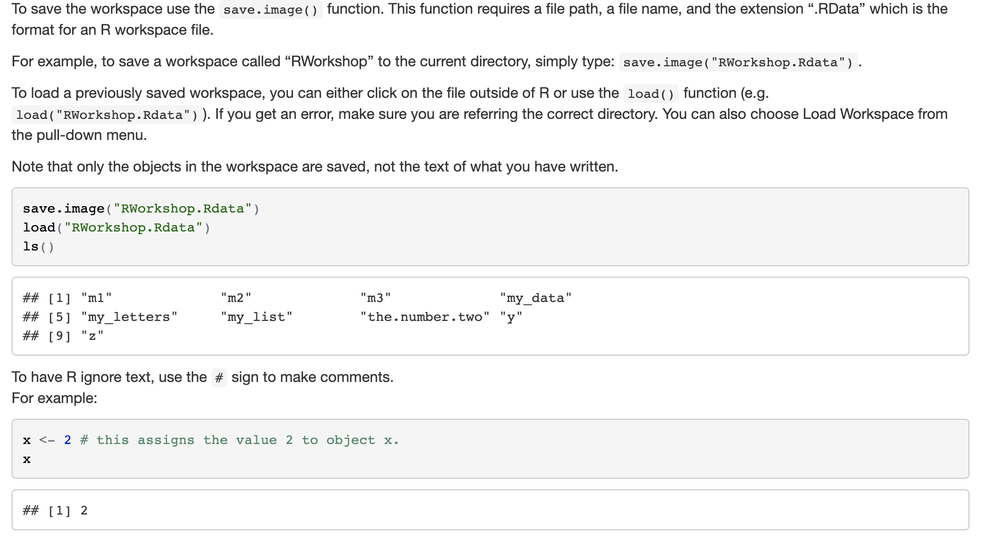 To save the workspace use the save.image() function. This function requires a file path, a file name, and the extension “.RData” which is the
format for an R workspace file.
For example, to save a workspace called “RWorkshop” to the current directory, simply type: save.image("RWorkshop.Rdata").
To load a previously saved workspace, you can either click on the file outside of R or use the load() function (e.g.
load("RWorkshop.Rdata")). If you get an error, make sure you are referring the correct directory. You can also choose Load Workspace from
the pull-down menu.
Note that only the objects in the workspace are saved, not the text of what you have written.
save.image("RWorkshop.Rdata")
load("RWorkshop.Rdata")
ls()
## [1] "m1"             "m2"             "m3"             "my_data"
## [5] "my_letters"     "my_list"        "the.number.two" "y"
## [9] "z"
To have R ignore text, use the # sign to make comments.
For example:
x <- 2 # this assigns the value 2 to object x.
x
## [1] 2